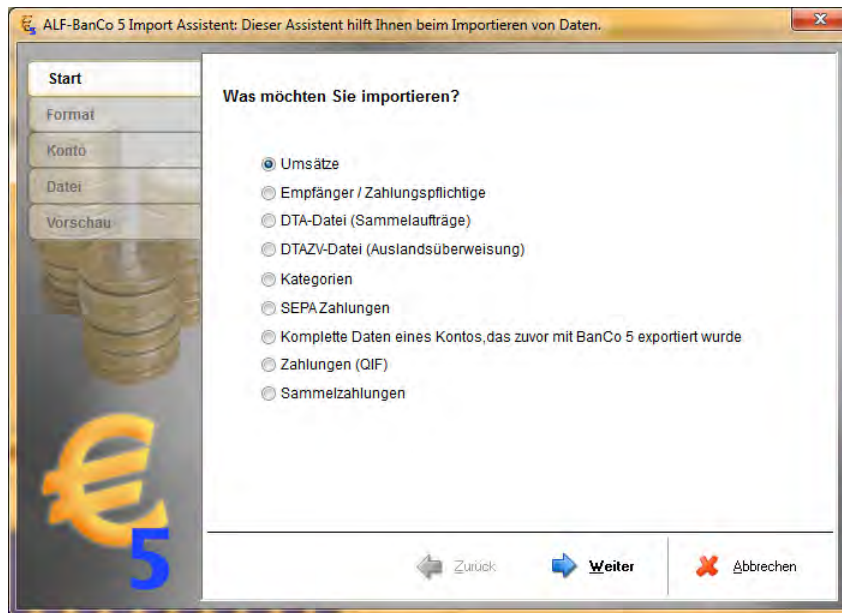 ALF-BanCo 5 Import Assistent: Dieser Assistent hilft Ihnen beim Importieren von Daten.
Start
Format
Konto
Datei
Vorschau
Was möchten Sie importieren?
Umsätze
Empfänger / Zahlungspflichtige
DTA-Datei (Sammelaufträge)
DTAZV-Datei (Auslandsüberweisung)
Kategorien
SEPA Zahlungen
Komplette Daten eines Kontos,das zuvor mit BanCo 5 exportiert wurde
Zahlungen (QIF)
Sammelzahlungen
€
5
Zurück
Weiter
Abbrechen